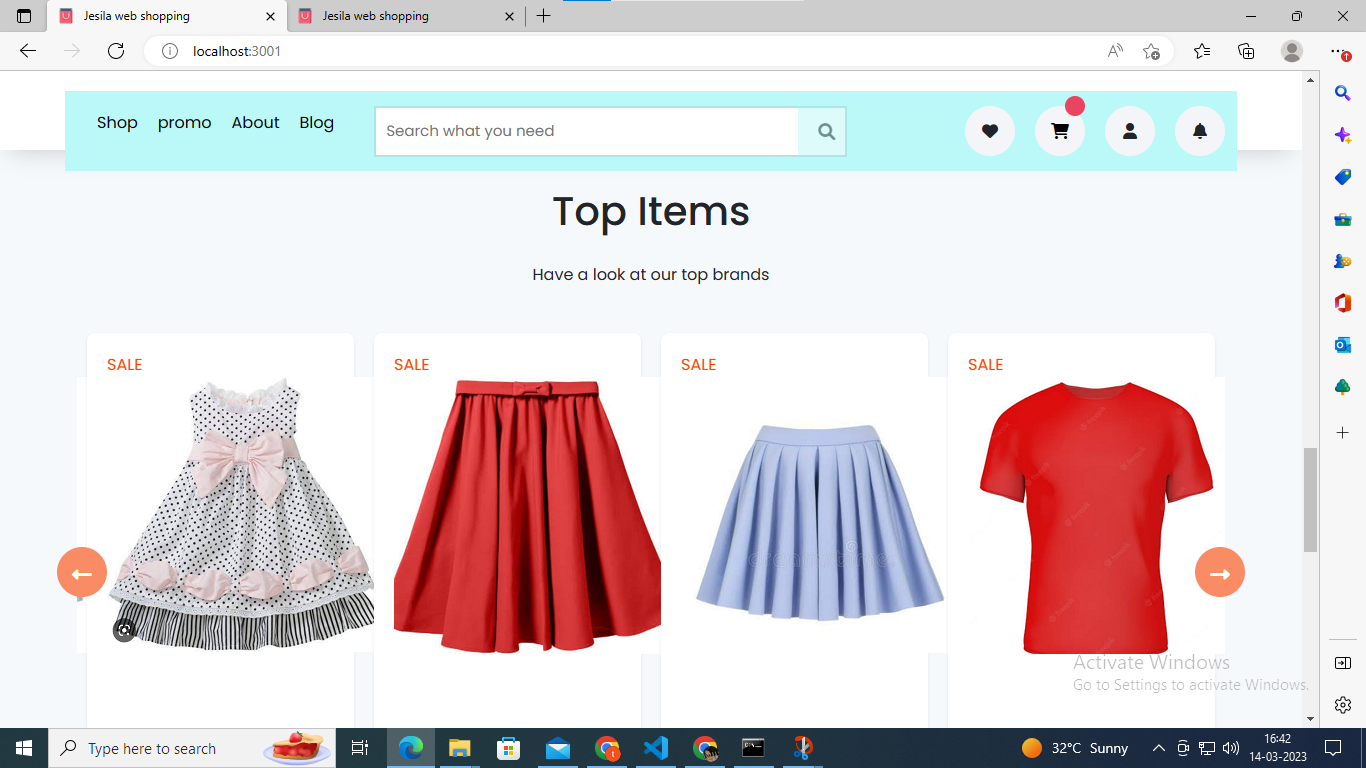 Jesila web shopping
Jesila web shopping
localhost:3001
Shop promo About Blog
Search what you need
Top Items
Have a look at our top brands
SALE SALE SALE SALE
dreamstime
Activate Windows
Go to Settings to activate Windows.
Type here to search
32°C Sunny
16:42
14-03-2023